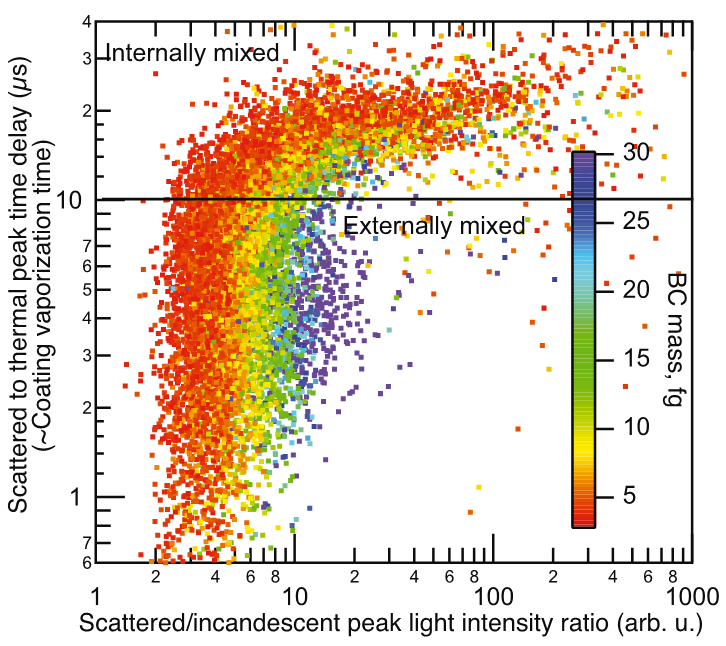 4
3
2
10
7
6
5
4
3
2
1
7
6
Scattered to thermal peak time delay (µs)
(~Coating vaporization time)
Internally mixed
Externally mixed
30
25
20
15
10
5
BC mass, fg
2 4 6 8 2 4 6 8 2 4 6 8
1 10 100 1000
Scattered/incandescent peak light intensity ratio (arb. u.)